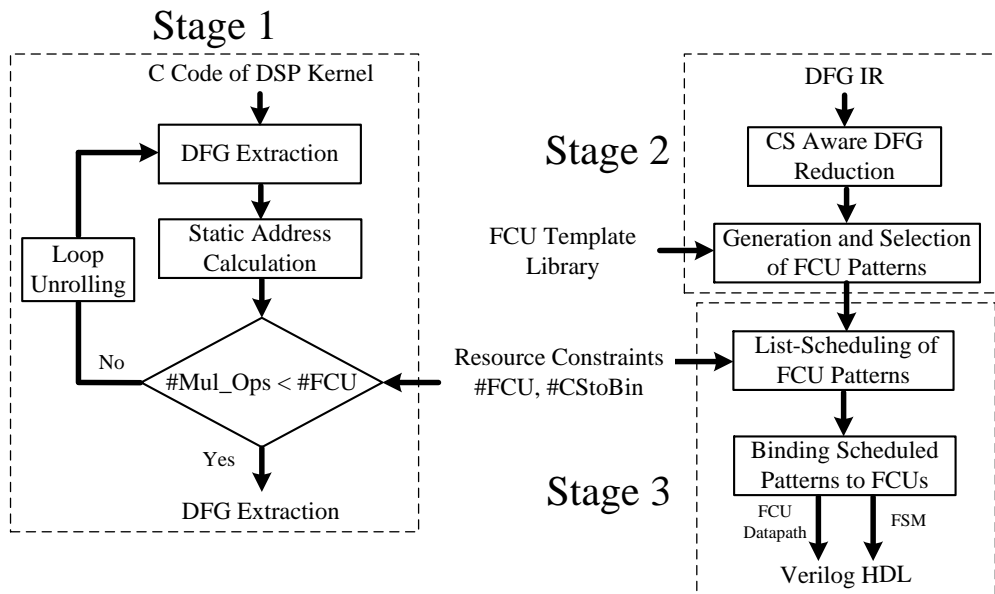 Stage 1
C Code of DSP Kernel
DFG Extraction
Static Address
Calculation
Loop
Unrolling
No
#Mul_Ops < #FCU
Yes
DFG Extraction
Stage 2
DFG IR
CS Aware DFG
Reduction
FCU Template
Library
Generation and Selection
of FCU Patterns
Resource Constraints
#FCU, #CStoBin
List-Scheduling of
FCU Patterns
Stage 3
Binding Scheduled
Patterns to FCUs
FCU
Datapath
FSM
Verilog HDL